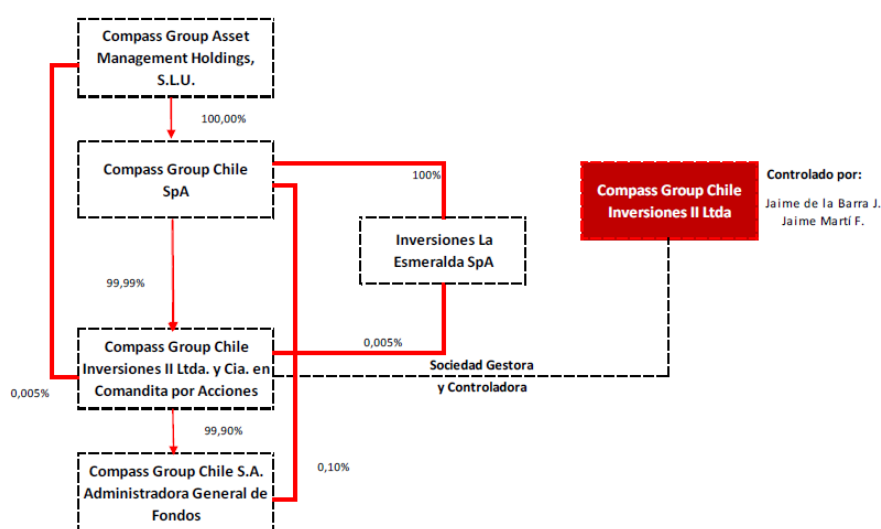 Compass Group Asset
Management Holdings,
S.L.U.
100,00%
Compass Group Chile
SpA
100%
Compass Group Chile
Inversiones II Ltda
Controlado por:
Jaime de la Barra J.
Jaime Martí F.
Inversiones La
Esmeralda SpA
99,99%
Compass Group Chile
Inversiones II Ltda. y Cia. en
Comandita por Acciones
0,005%
Sociedad Gestora
y Controladora
0,005%
99,90%
Compass Group Chile S.A.
Administradora General de
Fondos
0,10%